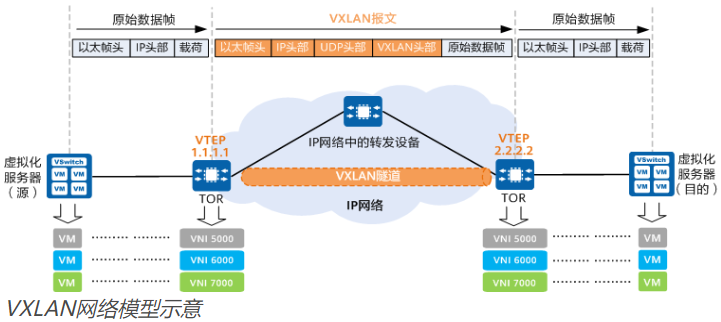 原始数据帧 VXLAN报文 原始数据帧
以太帧头 IP头部 载荷 以太帧头 IP头部 UDP头部 VXLAN头部 原始数据帧 以太帧头 IP头部 载荷
IP网络中的转发设备
VTEP
1.1.1.1
VTEP
2.2.2.2
虚拟化
服务器
（源）
VSwitch
VM VM
VM VM
TOR
VXLAN隧道
IP网络
TOR
VSwitch
VM VM
VM VM
虚拟化
服务器
（目的）
VM ········· ········· VNI 5000 VNI 5000 ········· ········· VM
VM ········· ········· VNI 6000 VNI 6000 ········· ········· VM
VM ········· ········· VNI 7000 VNI 7000 ········· ········· VM
VXLAN网络模型示意